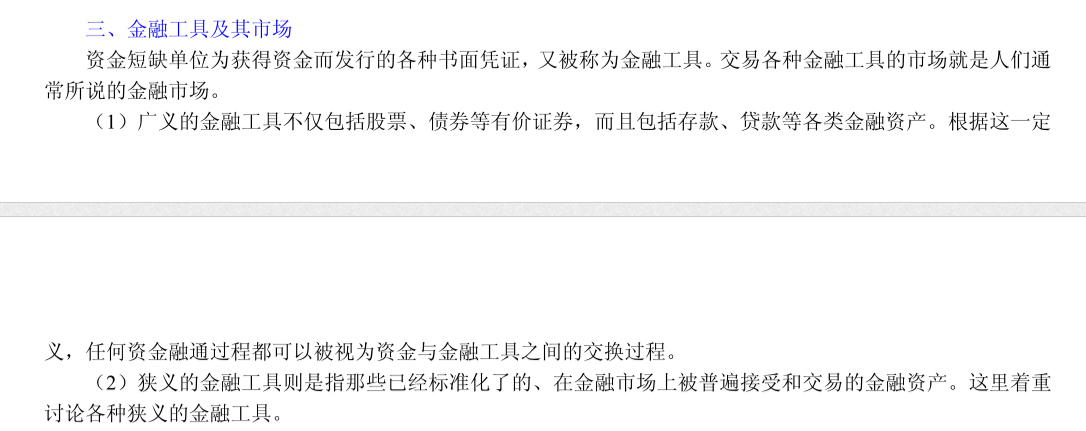 三、金融工具及其市场
资金短缺单位为获得资金而发行的各种书面凭证，又被称为金融工具。交易各种金融工具的市场就是人们通
常所说的金融市场。
（1）广义的金融工具不仅包括股票、债券等有价证券，而且包括存款、贷款等各类金融资产。根据这一定
义，任何资金融通过程都可以被视为资金与金融工具之间的交换过程。
（2）狭义的金融工具则是指那些已经标准化了的、在金融市场上被普遍接受和交易的金融资产。这里着重
讨论各种狭义的金融工具。